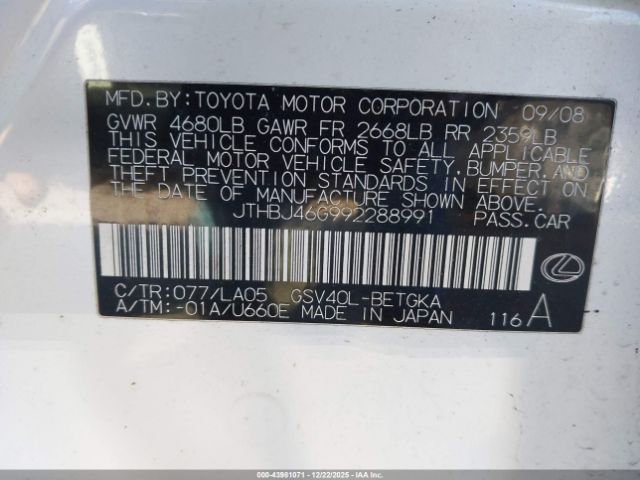 MFD.BY:TOYOTA MOTOR CORPORATION 09/08
GVWR 4680LB GAWR FR 2668LB RR 2359LB
THIS VEHICLE CONFORMS TO ALL APPLICABLE
FEDERAL MOTOR VEHICLE SAFETY,BUMPER,AND
THEFT PREVENTION STANDARDS IN EFFECT ON
THE DATE OF MANUFACTURE SHOWN ABOVE.
JTHBJ46G992288991 PASS.CAR
C/TR:077/LA05 GSV40L-BETGKA
A/TM:-01A/U660E MADE IN JAPAN 116A
000-43981071 - 12/22/2025 - IAAI.COM